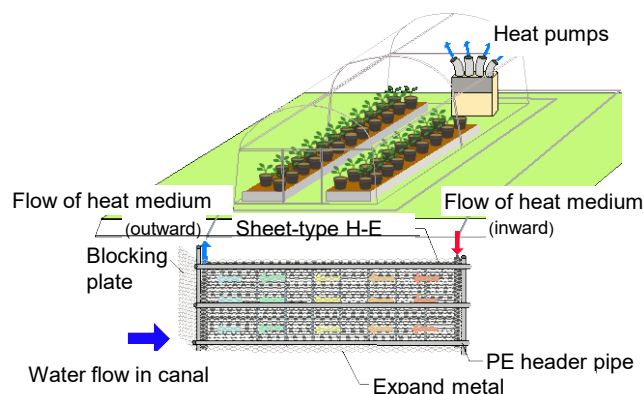 Heat pumps
Flow of heat medium
(outward)
Flow of heat medium
(inward)
Sheet-type H-E
Blocking
plate
Water flow in canal
PE header pipe
Expand metal